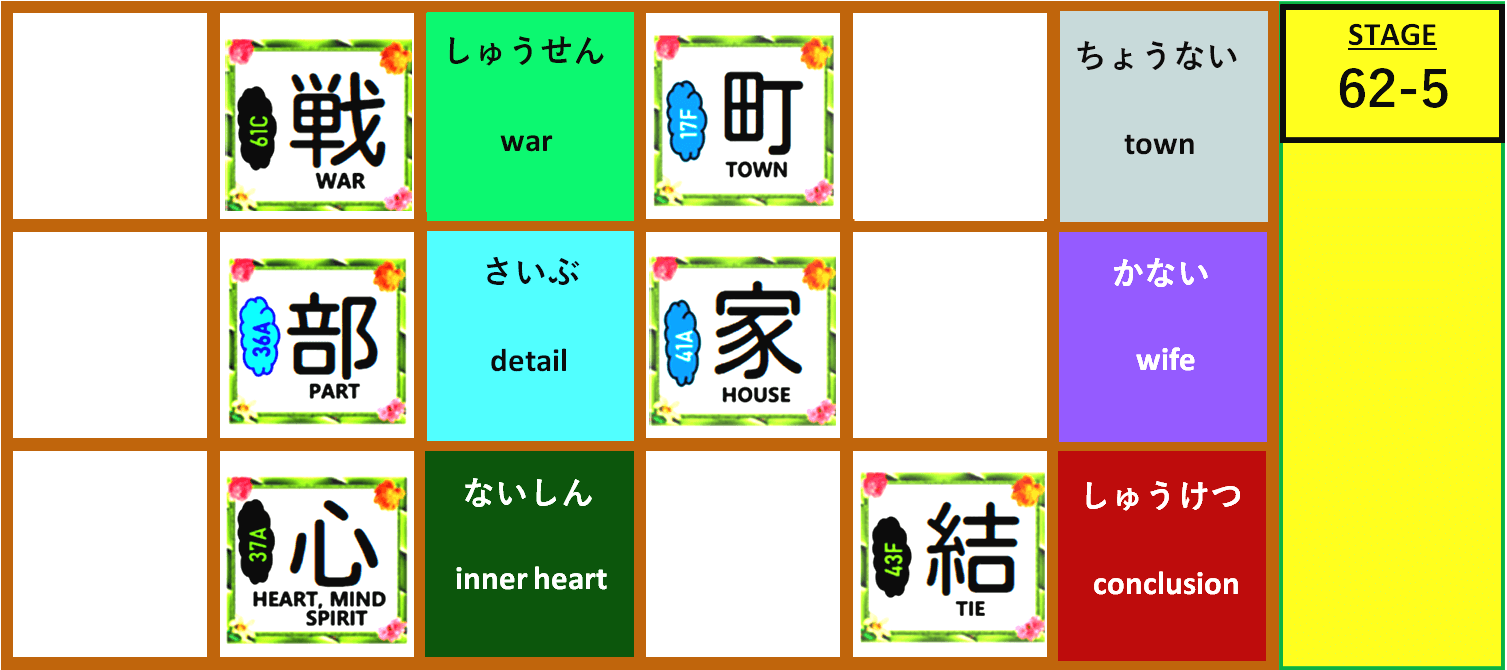 61C
戦
WAR
しゅうせん
war
17F
町
TOWN
ちょうない
town
STAGE
62-5
36A
部
PART
さいぶ
detail
41A
家
HOUSE
かない
wife
37A
心
HEART, MIND
SPIRIT
ないしん
inner heart
43F
結
TIE
しゅうけつ
conclusion